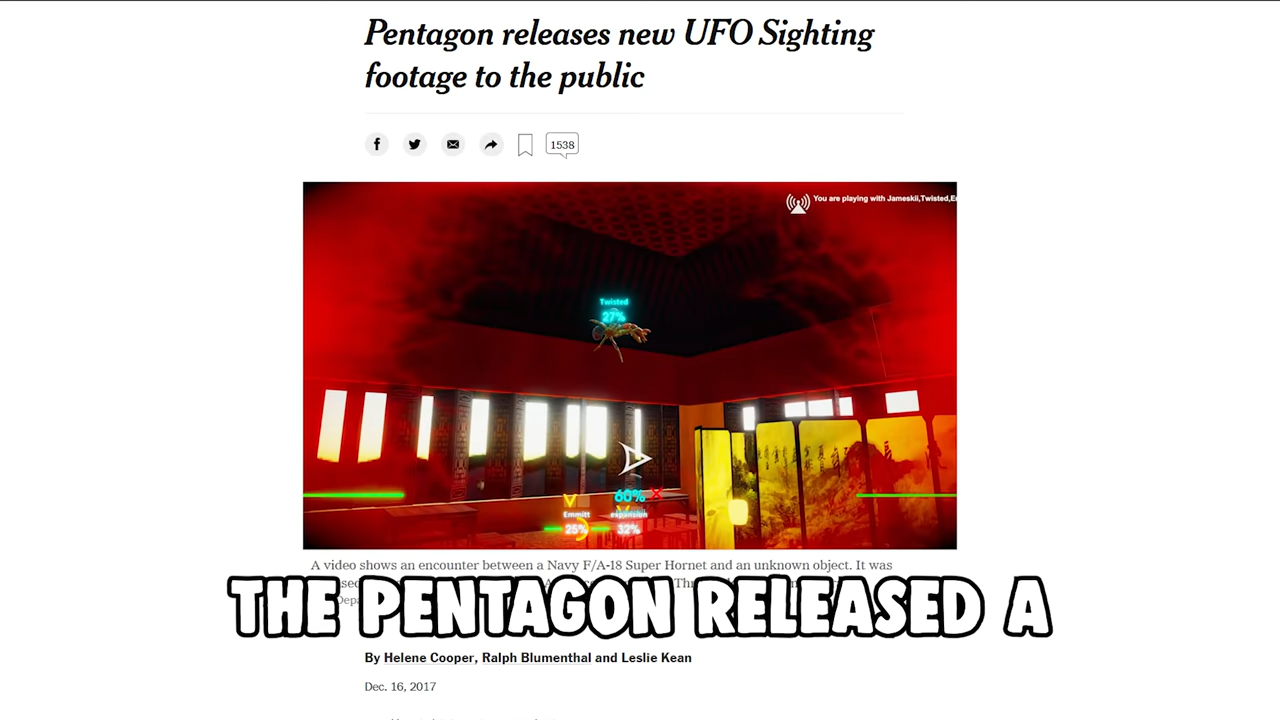 Pentagon releases new UFO Sighting
footage to the public
1538
You are playing with Jameskii,Twisted,
Twisted
27%
60%
Emmitt
expansion
25%
32%
A video shows an encounter between a Navy F/A-18 Super Hornet and an unknown object. It was
THE PENTAGON RELEASED A
By Helene Cooper, Ralph Blumenthal and Leslie Kean
Dec. 16, 2017